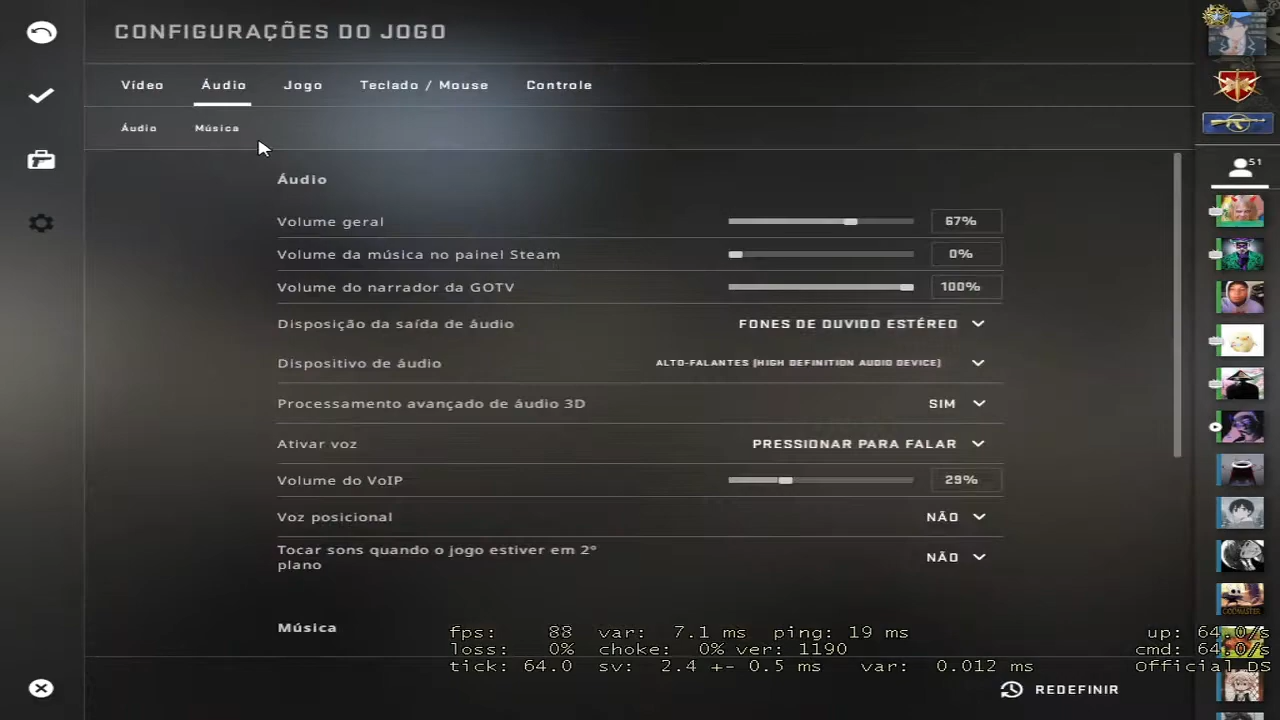 CONFIGURAÇÕES DO JOGO
Vídeo Áudio Jogo Teclado / Mouse Controle
Áudio Música
51
Áudio
Volume geral 67%
Volume da música no painel Steam 0%
Volume do narrador da GOTV 100%
Disposição da saída de áudio FONES DE OUVIDO ESTÉREO
Dispositivo de áudio ALTO-FALANTES (HIGH DEFINITION AUDIO DEVICE)
Processamento avançado de áudio 3D SIM
Ativar voz PRESSIONAR PARA FALAR
Volume do VoIP 29%
Voz posicional NÃO
Tocar sons quando o jogo estiver em 2º
plano NÃO
Música
fps: 88 var: 7.1 ms ping: 19 ms up: 64.0/s
loss: 0% choke: 0% ver: 1190 cmd: 64.0/s
tick: 64.0 sv: 2.4 +- 0.5 ms var: 0.012 ms Official DS
REDEFINIR